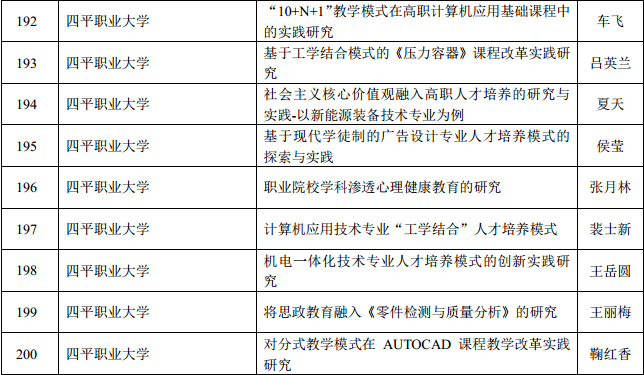 192 四平职业大学 “10+N+1”教学模式在高职计算机应用基础课程中 车飞
的实践研究
193 四平职业大学 基于工学结合模式的《压力容器》课程改革实践研 吕英兰
究
194 四平职业大学 社会主义核心价值观融入高职人才培养的研究与 夏天
实践-以新能源装备技术专业为例
195 四平职业大学 基于现代学徒制的广告设计专业人才培养模式的 侯莹
探索与实践
196 四平职业大学 职业院校学科渗透心理健康教育的研究 张月林
197 四平职业大学 计算机应用技术专业“工学结合”人才培养模式 裴士新
198 四平职业大学 机电一体化技术专业人才培养模式的创新实践研 王岳圆
究
199 四平职业大学 将思政教育融入《零件检测与质量分析》的研究 王丽梅
200 四平职业大学 对分式教学模式在 AUTOCAD 课程教学改革实践 鞠红香
研究